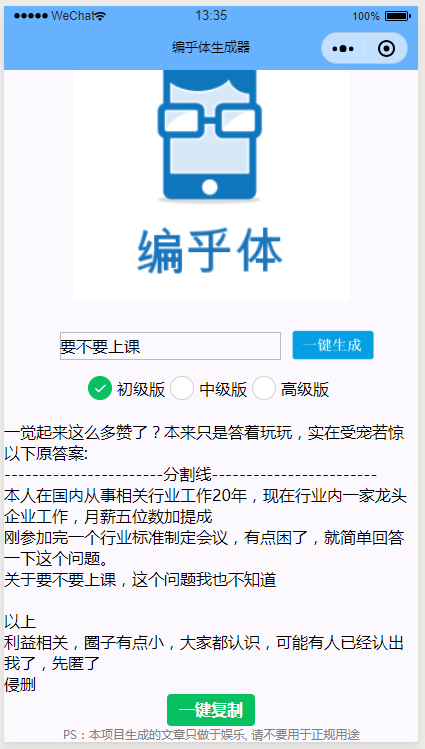 WeChat 13:35 100%
编乎体生成器
编乎体
要不要上课 一键生成
初级版 中级版 高级版
一觉起来这么多赞了？本来只是答着玩玩，实在受宠若惊
以下原答案:
-----------------------分割线------------------------
本人在国内从事相关行业工作20年，现在行业内一家龙头
企业工作，月薪五位数加提成
刚参加完一个行业标准制定会议，有点困了，就简单回答
一下这个问题。
关于要不要上课，这个问题我也不知道
以上
利益相关，圈子有点小，大家都认识，可能有人已经认出
我了，先匿了
侵删
一键复制
PS：本项目生成的文章只做于娱乐, 请不要用于正规用途